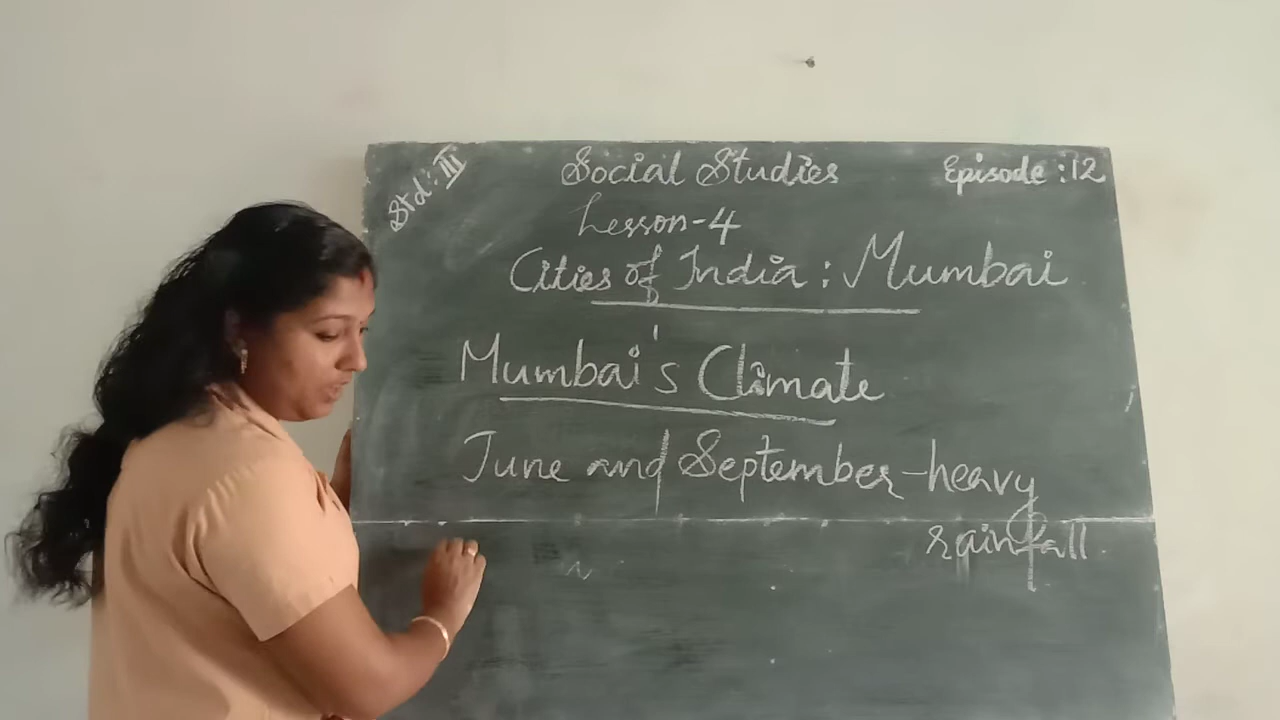 Std: III
Social Studies
Episode: 12
Lesson-4
Cities of India: Mumbai
Mumbai's Climate
June and September-heavy
rainfall.